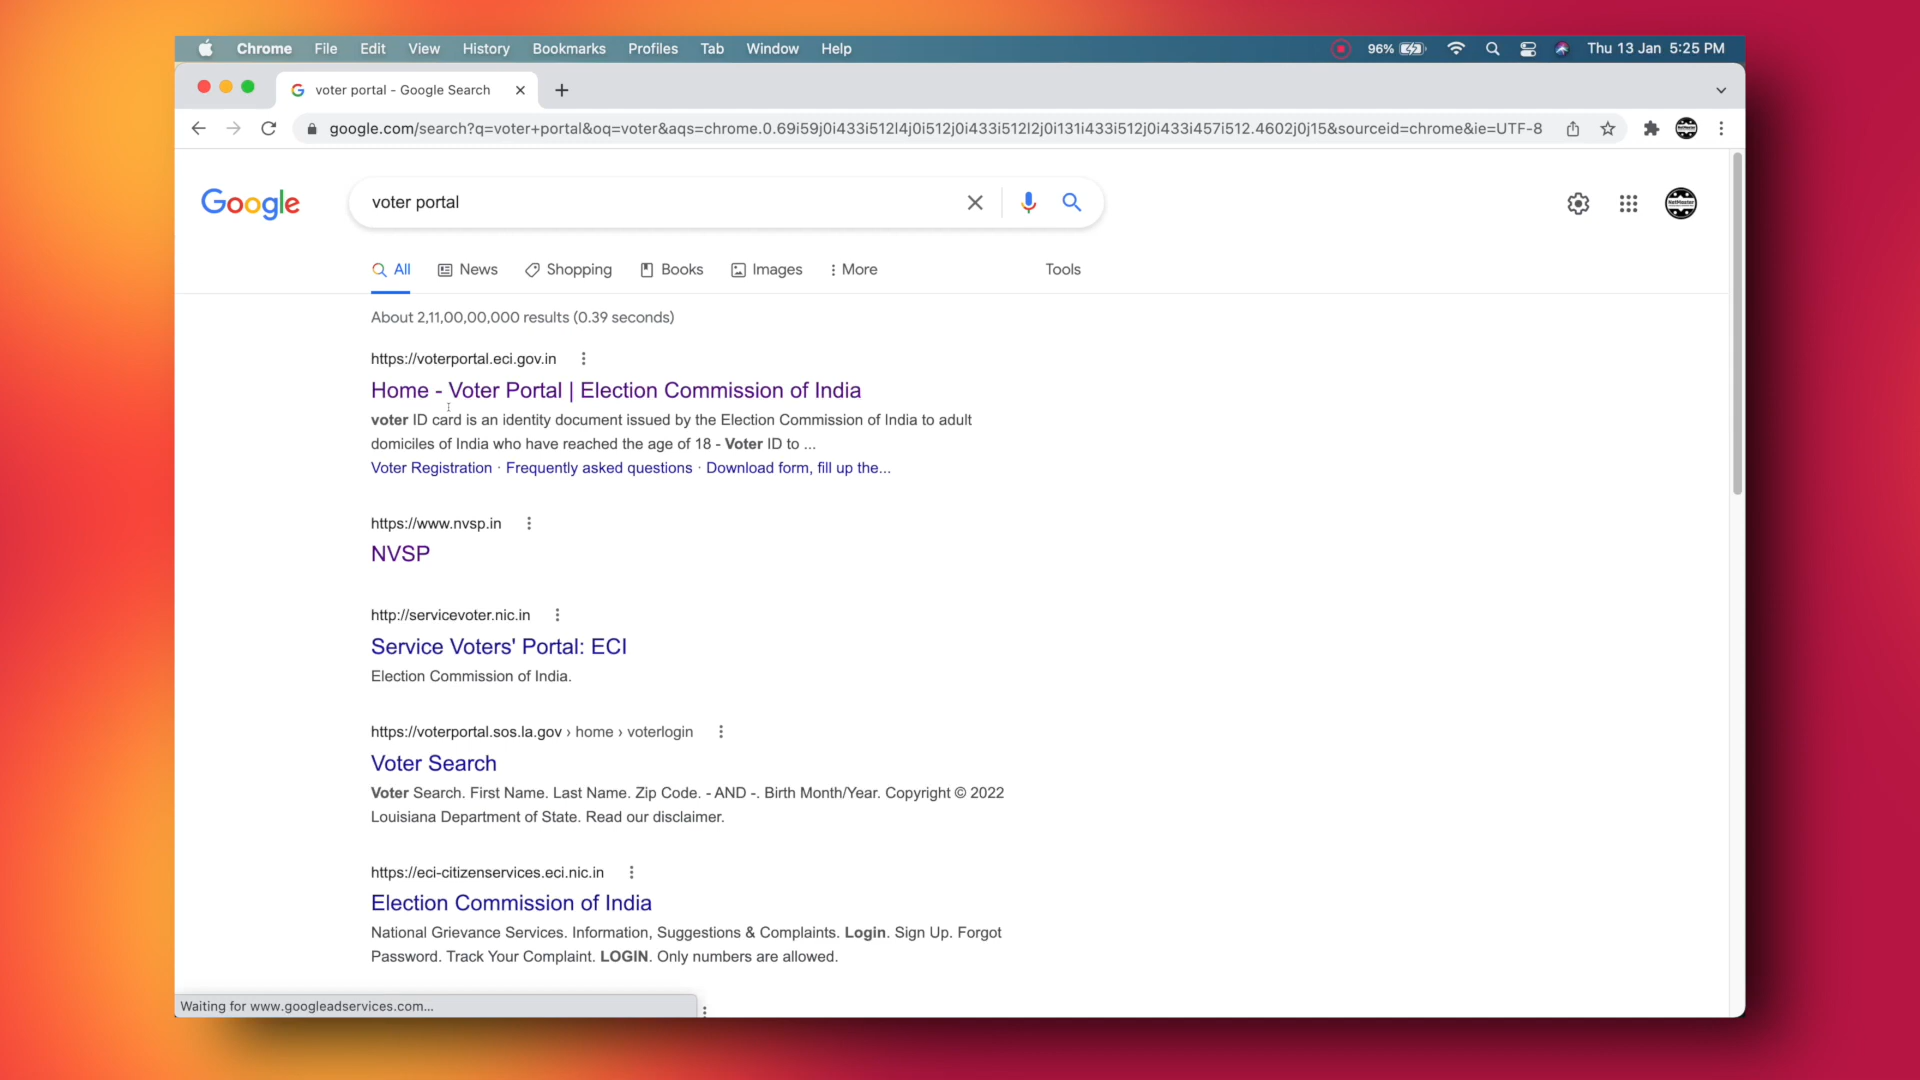 Chrome File Edit View History Bookmarks Profiles Tab Window Help 96% Thu 13 Jan 5:25 PM
voter portal - Google Search
google.com/search?q=voter+portal&oq=voter&aqs=chrome.0.69i59j0i433i512l4j0i512j0i433i512l2j0i131i433i512j0i433i457i512.4602j0j15&sourceid=chrome&ie=UTF-8
Google
voter portal
All News Shopping Books Images More Tools
About 2,11,00,00,000 results (0.39 seconds)
https://voterportal.eci.gov.in
Home - Voter Portal | Election Commission of India
voter ID card is an identity document issued by the Election Commission of India to adult
domiciles of India who have reached the age of 18 - Voter ID to ...
Voter Registration · Frequently asked questions · Download form, fill up the...
https://www.nvsp.in
NVSP
http://servicevoter.nic.in
Service Voters' Portal: ECI
Election Commission of India.
https://voterportal.sos.la.gov › home › voterlogin
Voter Search
Voter Search. First Name. Last Name. Zip Code. - AND -. Birth Month/Year. Copyright © 2022
Louisiana Department of State. Read our disclaimer.
https://eci-citizenservices.eci.nic.in
Election Commission of India
National Grievance Services. Information, Suggestions & Complaints. Login. Sign Up. Forgot
Password. Track Your Complaint. LOGIN. Only numbers are allowed.
Waiting for www.googleadservices.com...